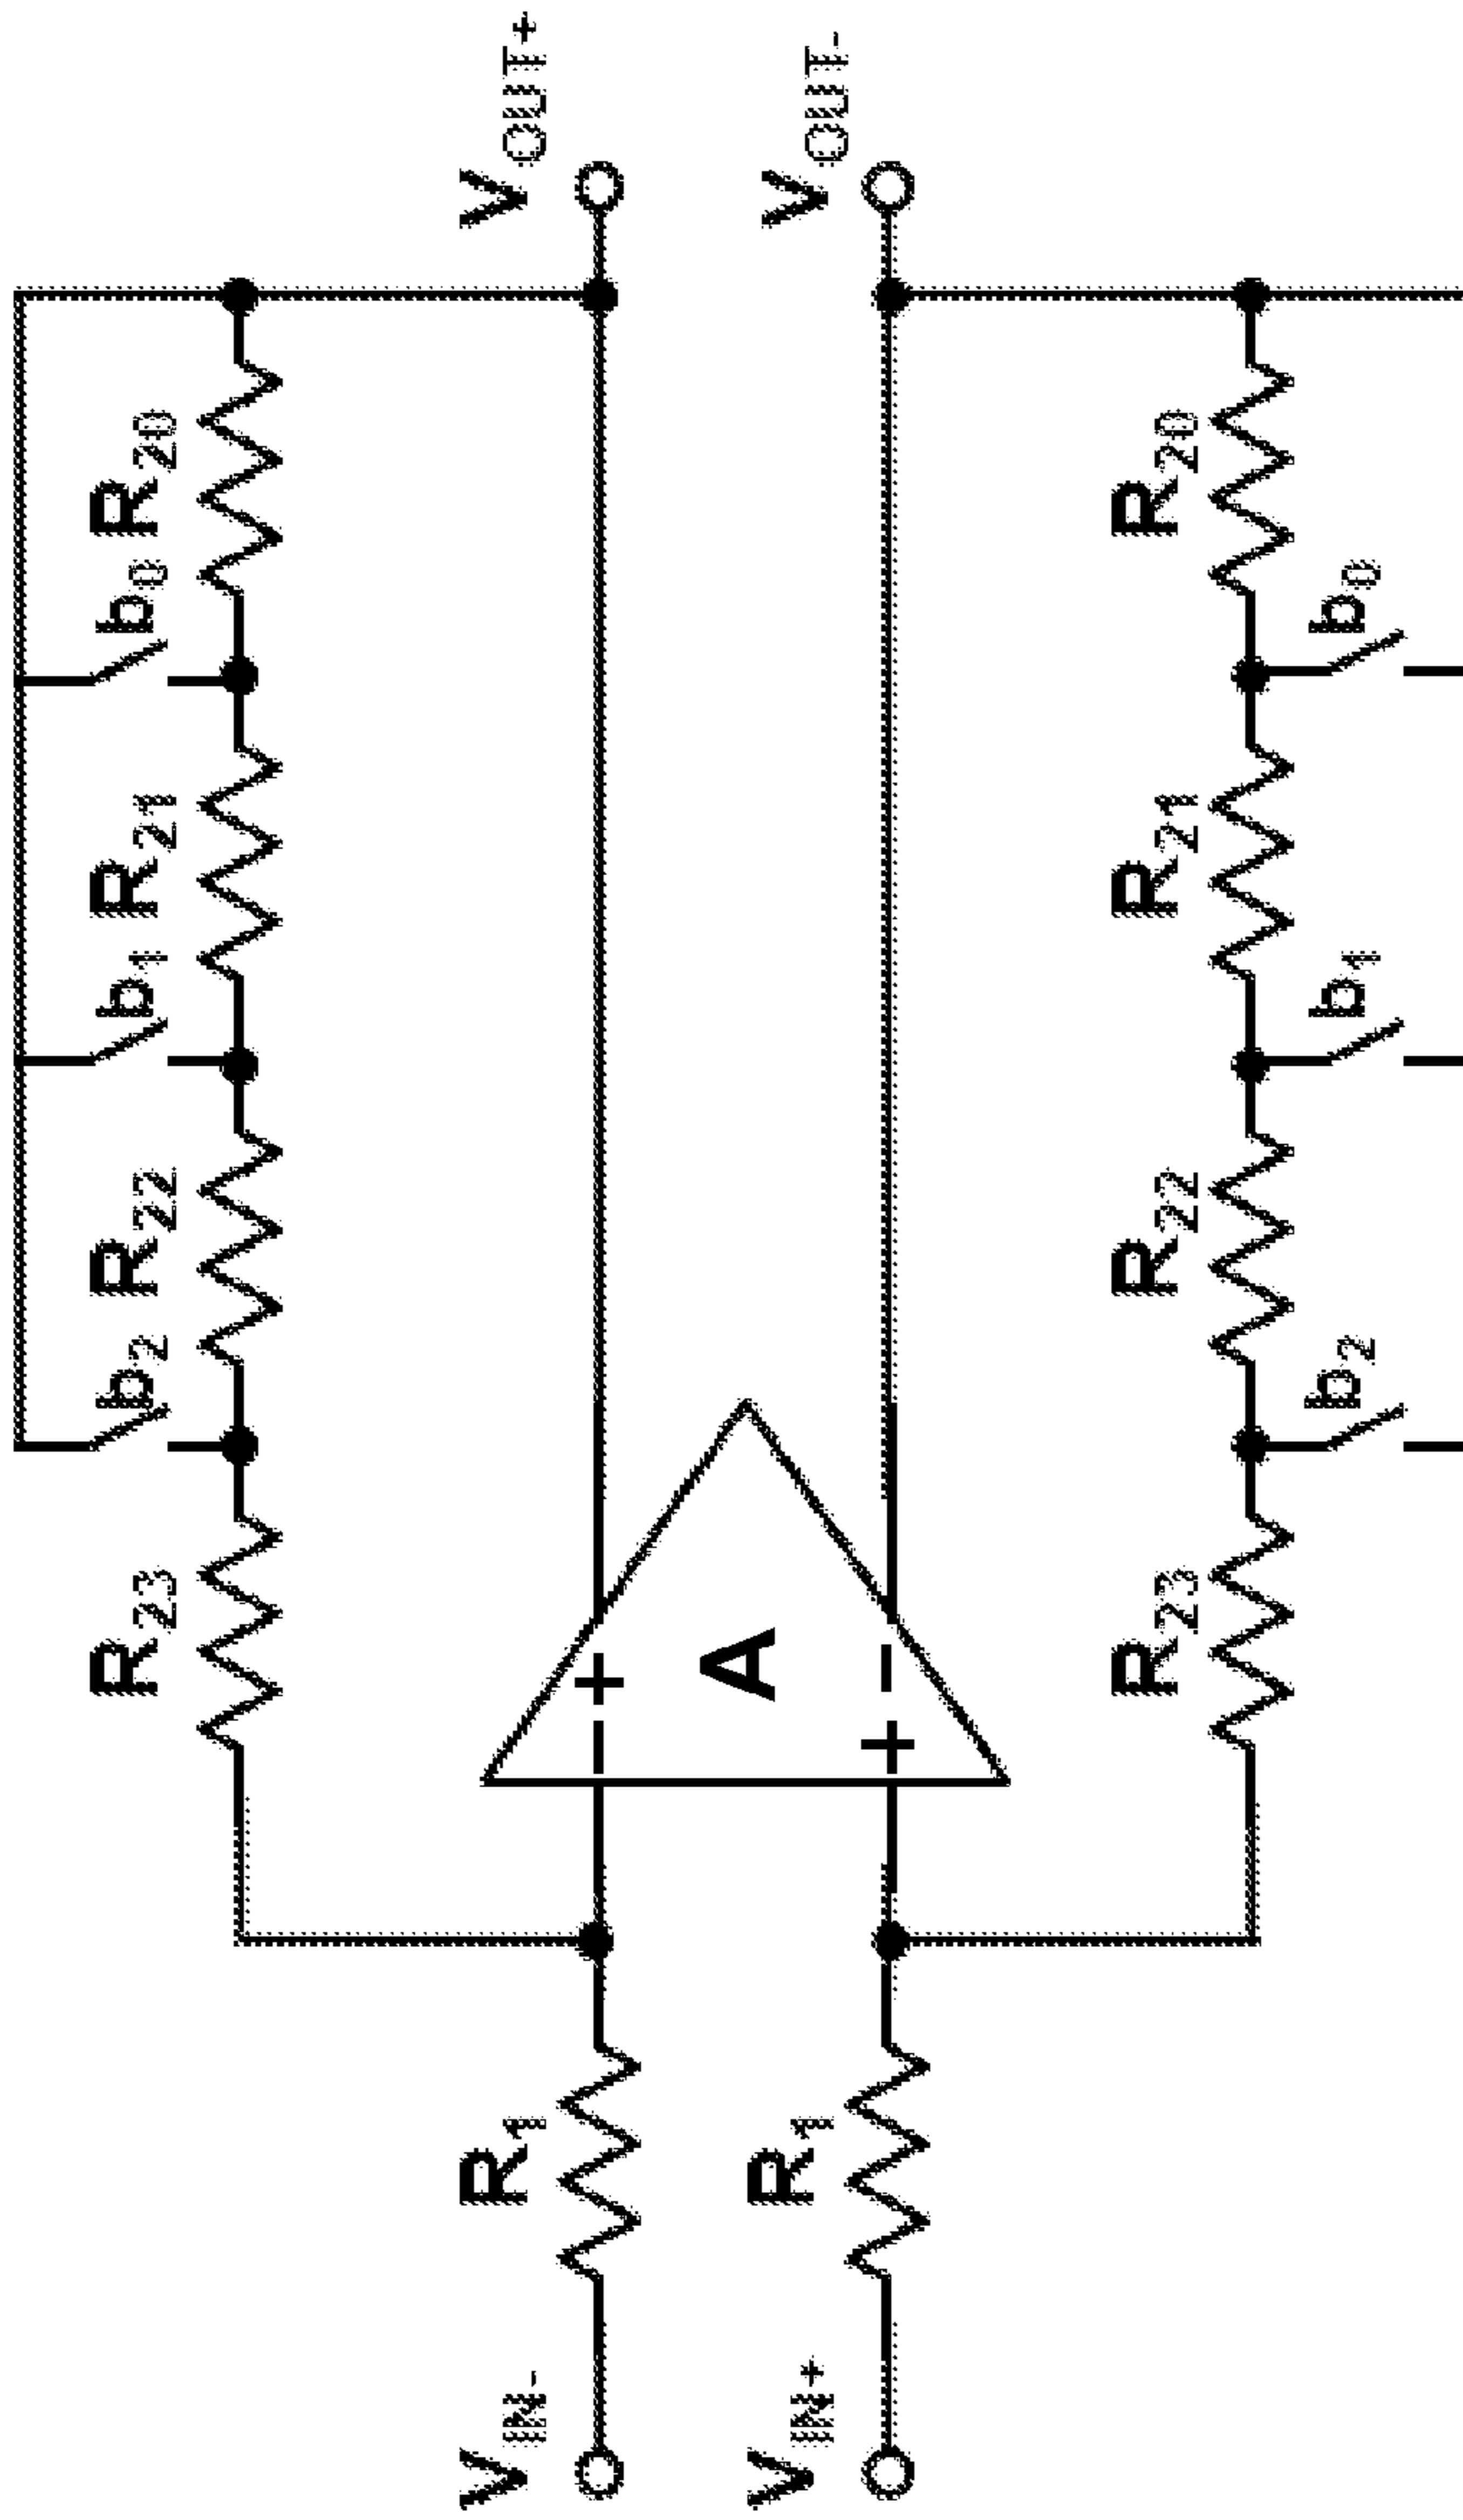 R23 b2 R22 b1 R21 b0 R20
VIN- R1 - + VOUT+
A
VIN+ R1 + - VOUT-
R23 R22 R21 R20
b2 b1 b0